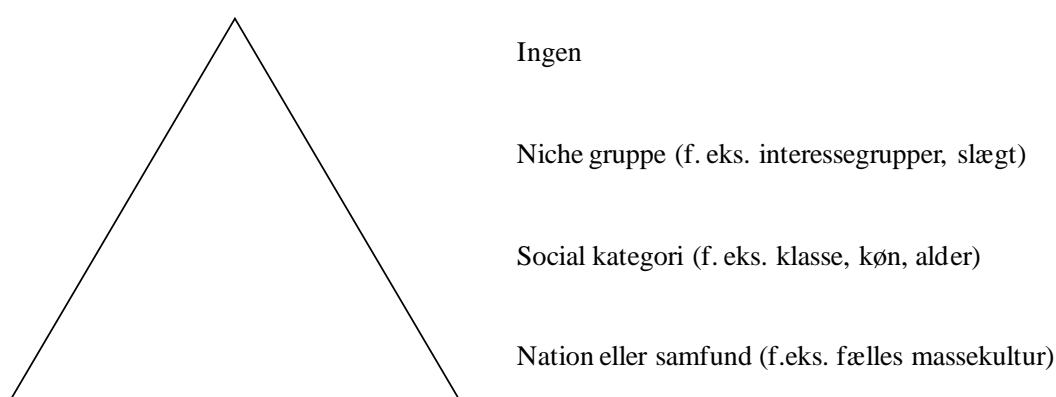 Ingen
Niche gruppe (f. eks. interessegrupper, slægt)
Social kategori (f. eks. klasse, køn, alder)
Nation eller samfund (f.eks. fælles massekultur)